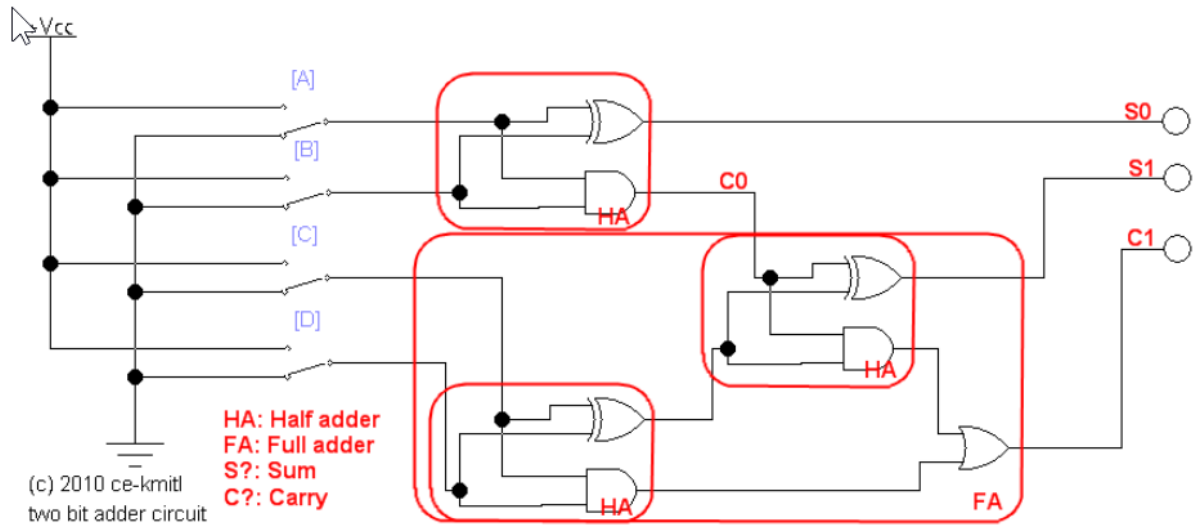 Vcc
[A]
S0
[B]
S1
C0
HA
[C]
C1
[D]
HA
HA: Half adder
FA: Full adder
S?: Sum
C?: Carry
HA
FA
(c) 2010 ce-kmitl
two bit adder circuit